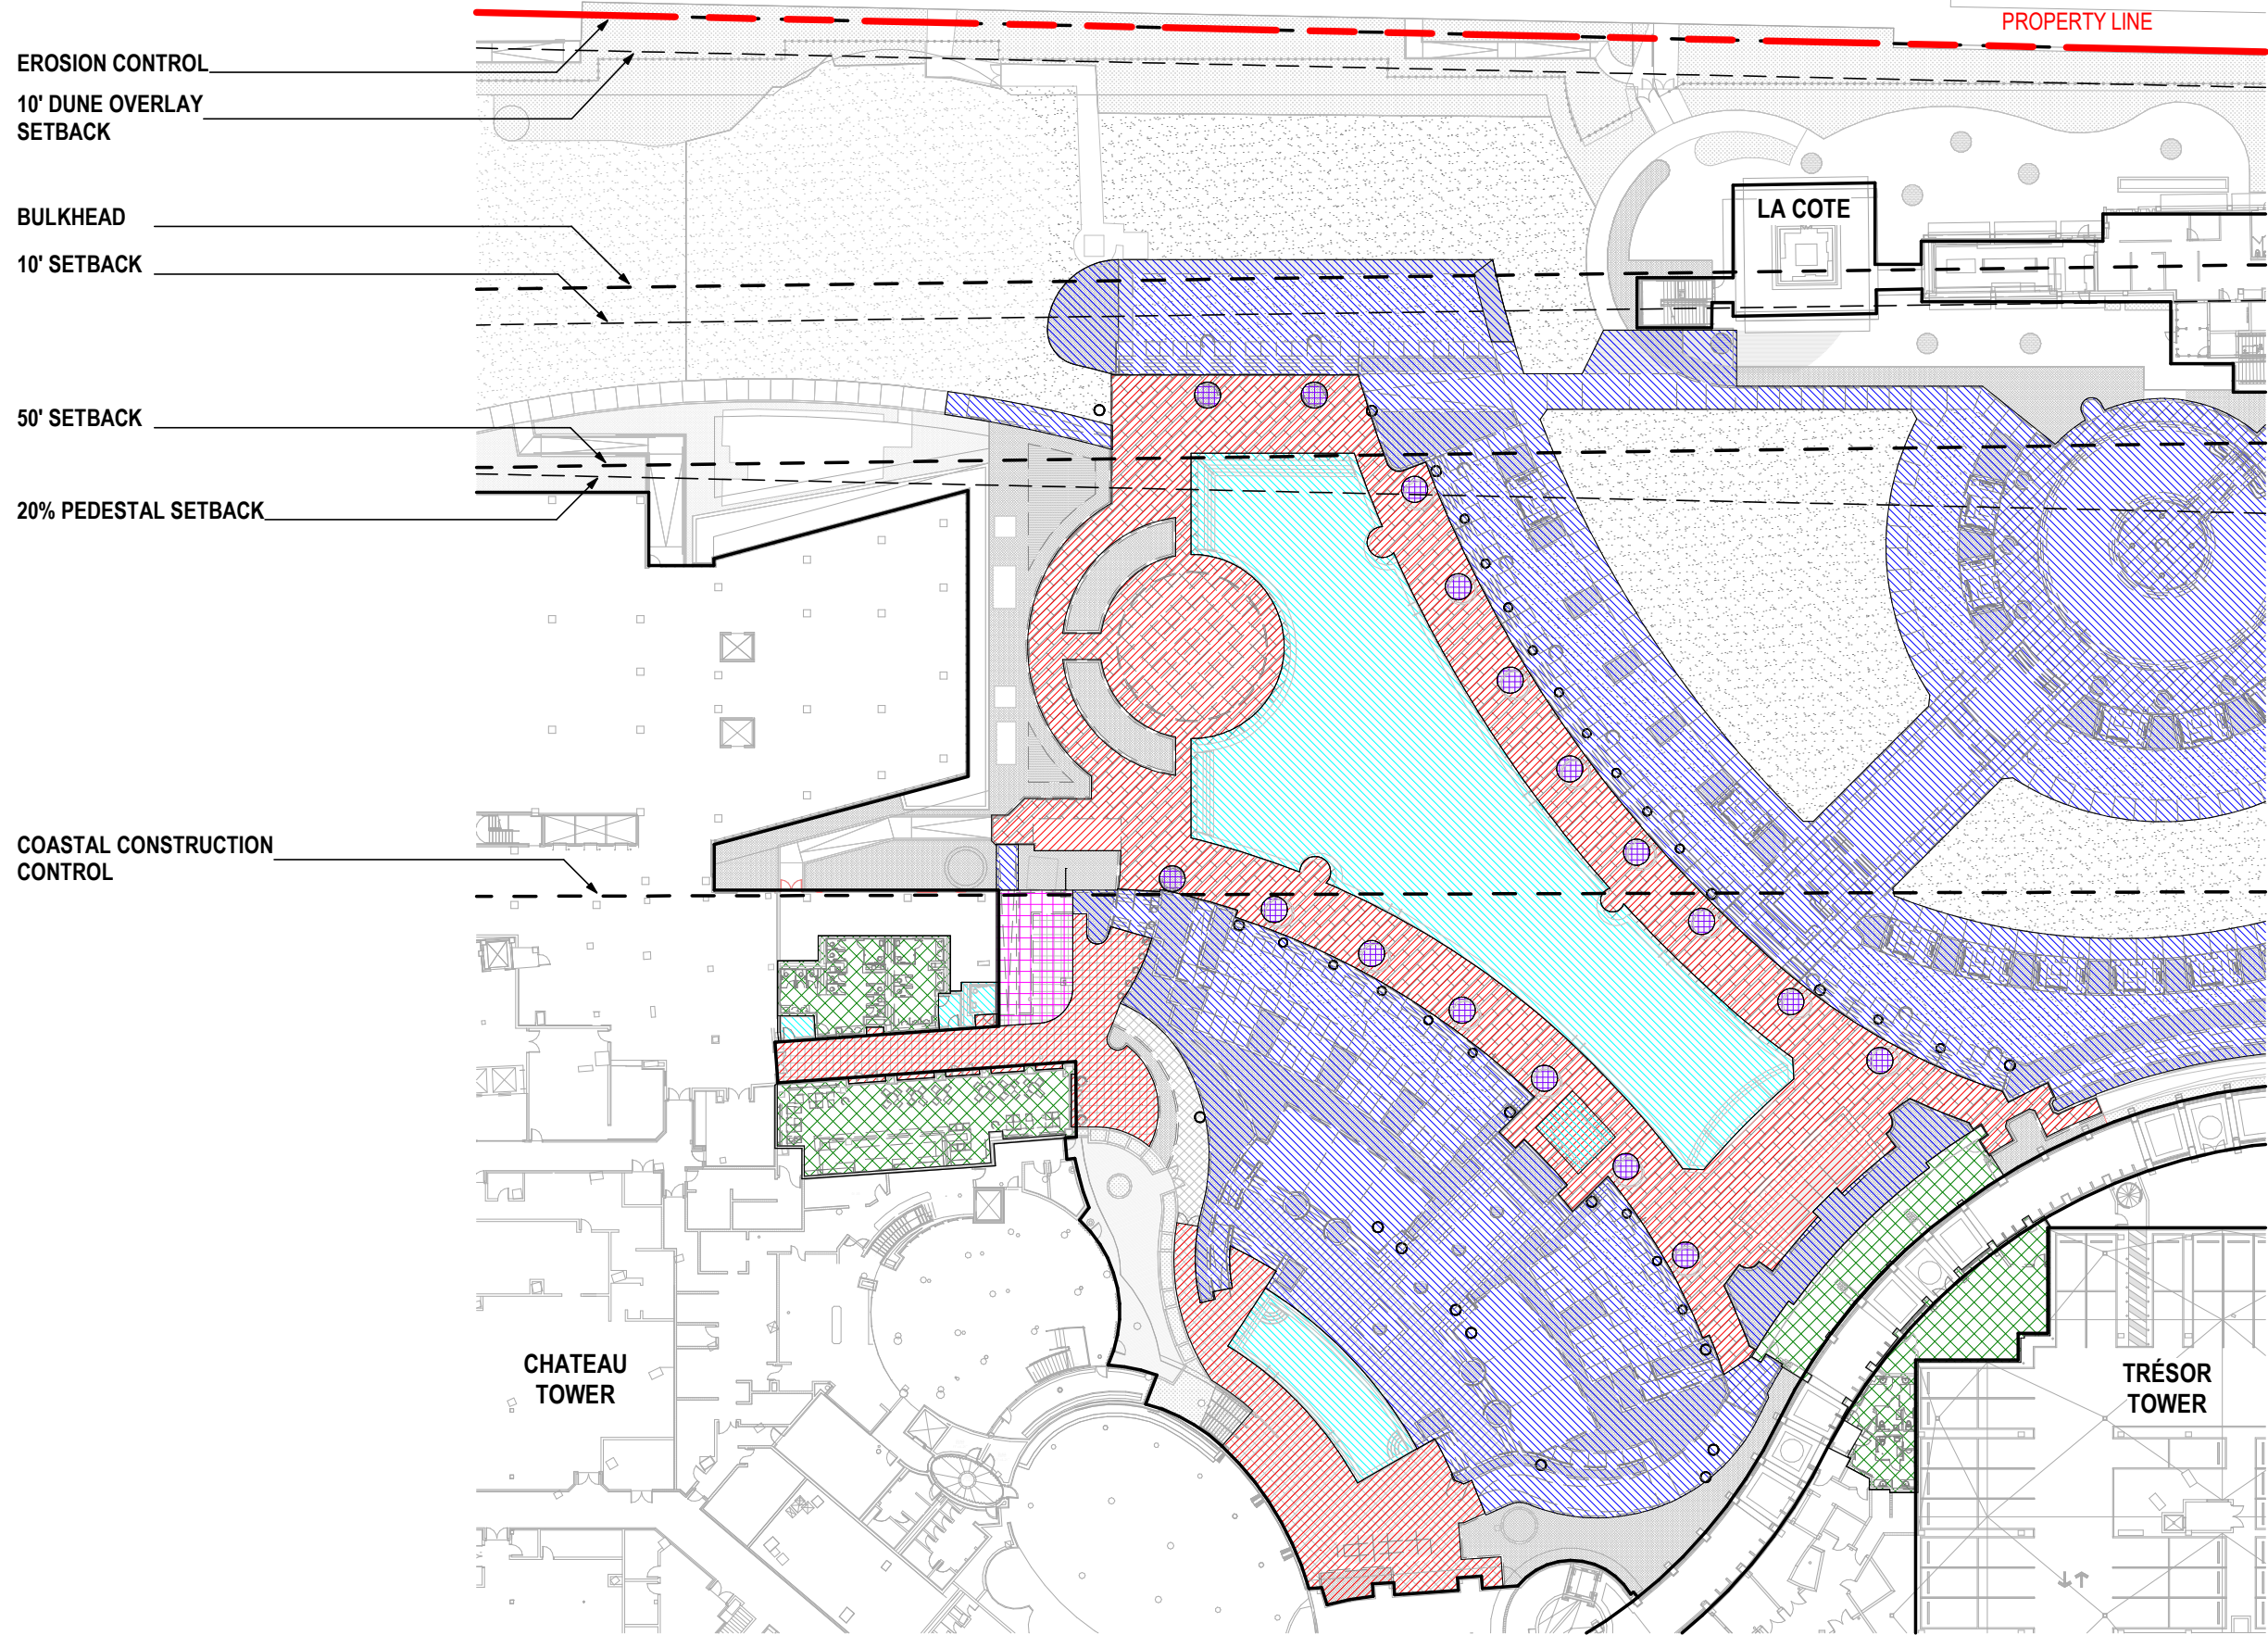 PROPERTY LINE
EROSION CONTROL
10' DUNE OVERLAY
SETBACK
BULKHEAD
LA COTE
10' SETBACK
50' SETBACK
20% PEDESTAL SETBACK
COASTAL CONSTRUCTION
CONTROL
CHATEAU
TOWER
TRÉSOR
TOWER